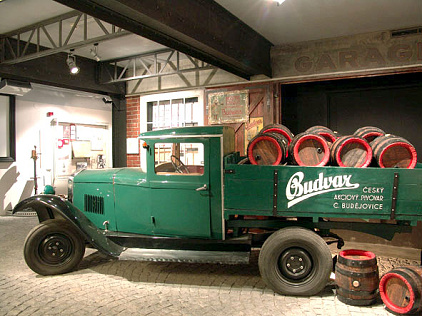 GARAGE
Budvar
ČESKÝ
AKCIOVÝ PIVOVAR
Č. BUDĚJOVICE